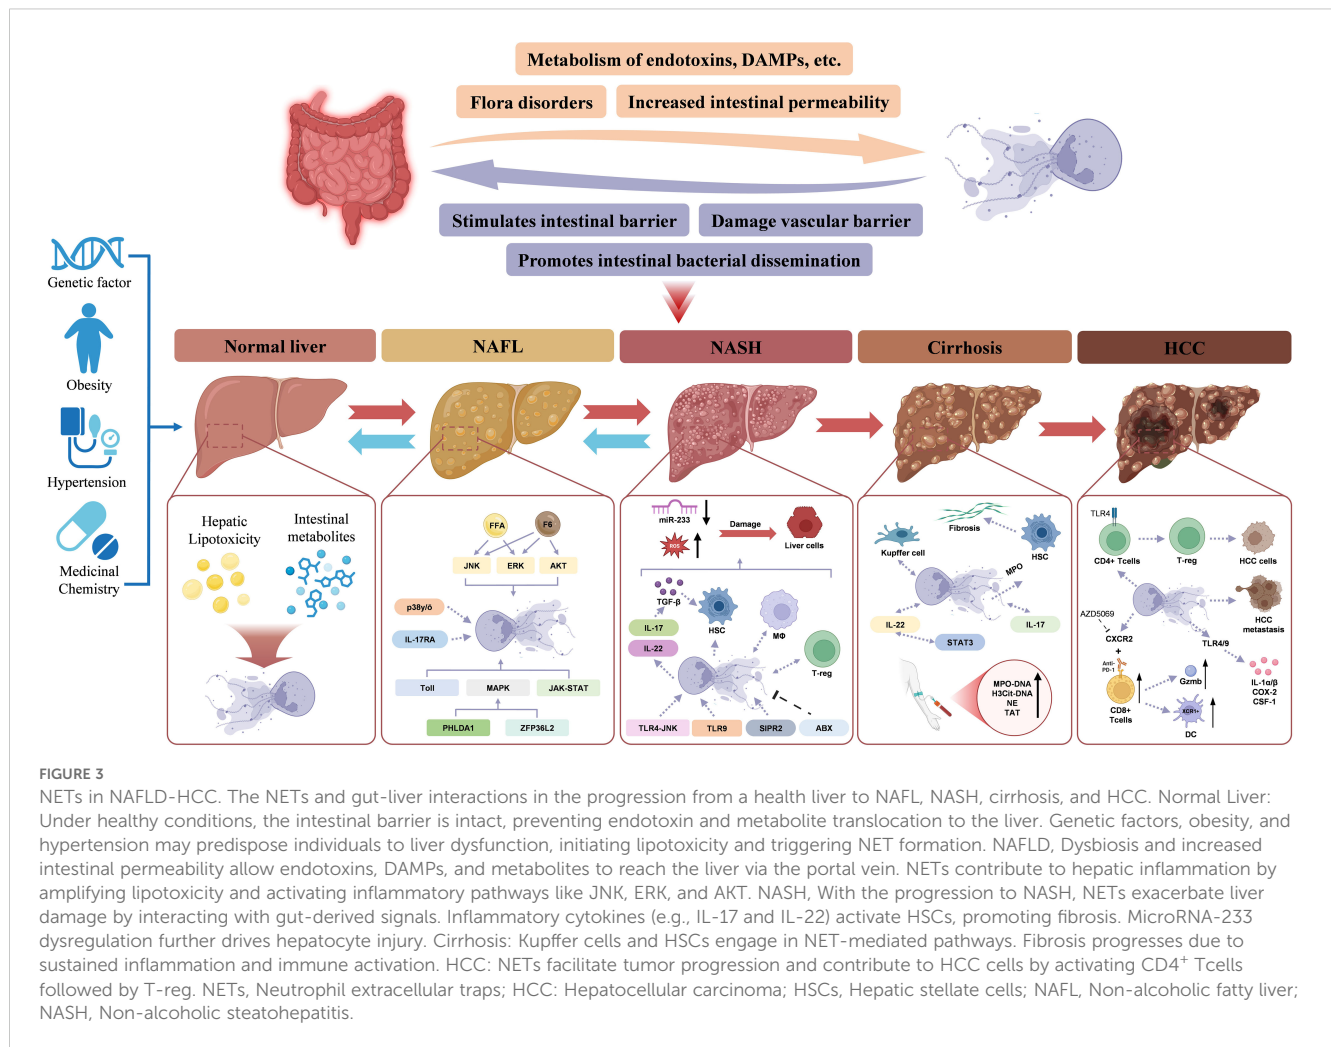 Metabolism of endotoxins, DAMPs, etc.
Flora disorders
Increased intestinal permeability
Stimulates intestinal barrier
Damage vascular barrier
Promotes intestinal bacterial dissemination
Genetic factor
Obesity
Hypertension
Medicinal
Chemistry
Normal liver
NAFL
NASH
Cirrhosis
HCC
Hepatic
Lipotoxicity
Intestinal
metabolites
FFA
F6
JNK
ERK
AKT
p38γ/δ
IL-17RA
Toll
MAPK
JAK-STAT
PHLDA1
ZFP36L2
miR-233
ROS
Damage
Liver cells
TGF-β
IL-17
IL-22
HSC
MΦ
T-reg
TLR4-JNK
TLR9
SIPR2
ABX
Fibrosis
Kupffer cell
HSC
MPO
IL-22
IL-17
STAT3
MPO-DNA
H3Cit-DNA
NE
TAT
TLR4
CD4+ Tcells
T-reg
HCC cells
AZD5069
CXCR2
+
Anti-
PD-1
CD8+
Tcells
HCC
metastasis
TLR4/9
IL-1α/β
COX-2
CSF-1
Gzmb
XCR1+
DC
FIGURE 3
NETs in NAFLD-HCC. The NETs and gut-liver interactions in the progression from a health liver to NAFL, NASH, cirrhosis, and HCC. Normal Liver:
Under healthy conditions, the intestinal barrier is intact, preventing endotoxin and metabolite translocation to the liver. Genetic factors, obesity, and
hypertension may predispose individuals to liver dysfunction, initiating lipotoxicity and triggering NET formation. NAFLD, Dysbiosis and increased
intestinal permeability allow endotoxins, DAMPs, and metabolites to reach the liver via the portal vein. NETs contribute to hepatic inflammation by
amplifying lipotoxicity and activating inflammatory pathways like JNK, ERK, and AKT. NASH, With the progression to NASH, NETs exacerbate liver
damage by interacting with gut-derived signals. Inflammatory cytokines (e.g., IL-17 and IL-22) activate HSCs, promoting fibrosis. MicroRNA-233
dysregulation further drives hepatocyte injury. Cirrhosis: Kupffer cells and HSCs engage in NET-mediated pathways. Fibrosis progresses due to
sustained inflammation and immune activation. HCC: NETs facilitate tumor progression and contribute to HCC cells by activating CD4⁺ Tcells
followed by T-reg. NETs, Neutrophil extracellular traps; HCC: Hepatocellular carcinoma; HSCs, Hepatic stellate cells; NAFL, Non-alcoholic fatty liver;
NASH, Non-alcoholic steatohepatitis.